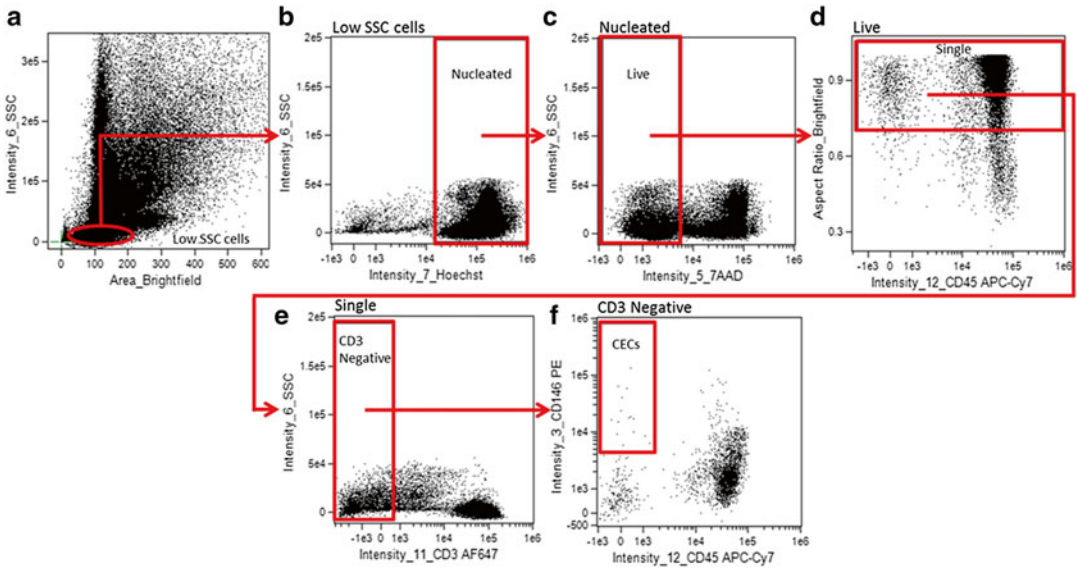 a
Intensity_6_SSC
3e5
2e5
1e5
0
Low SSC cells
0 100 200 300 400 500 600
Area_Brightfield
b
Low SSC cells
Intensity_6_SSC
2e5
1.5e5
1e5
5e4
0
Nucleated
-1e3 0 1e3 1e4 1e5 1e6
Intensity_7_Hoechst
c
Nucleated
Intensity_6_SSC
2e5
1.5e5
1e5
5e4
0
Live
-1e3 0 1e3 1e4 1e5 1e6
Intensity_5_7AAD
d
Live
Aspect Ratio_Brightfield
0.9
0.6
0.3
Single
-1e3 0 1e3 1e4 1e5 1e6
Intensity_12_CD45 APC-Cy7
e
Single
Intensity_6_SSC
2e5
1.5e5
1e5
5e4
0
CD3
Negative
-1e3 0 1e3 1e4 1e5 1e6
Intensity_11_CD3 AF647
f
CD3 Negative
Intensity_3_CD146 PE
1e6
1e5
1e4
1e3
0
-500
CECs
-1e3 0 1e3 1e4 1e5 1e6
Intensity_12_CD45 APC-Cy7